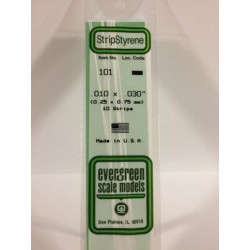 StripStyrene
Item No. Loc. Code
101
.010 x .030"
(0.25 x 0.75 mm)
10 Strips
Made in U.S.A.
evergreen
scale models
Des Plaines, IL 60018